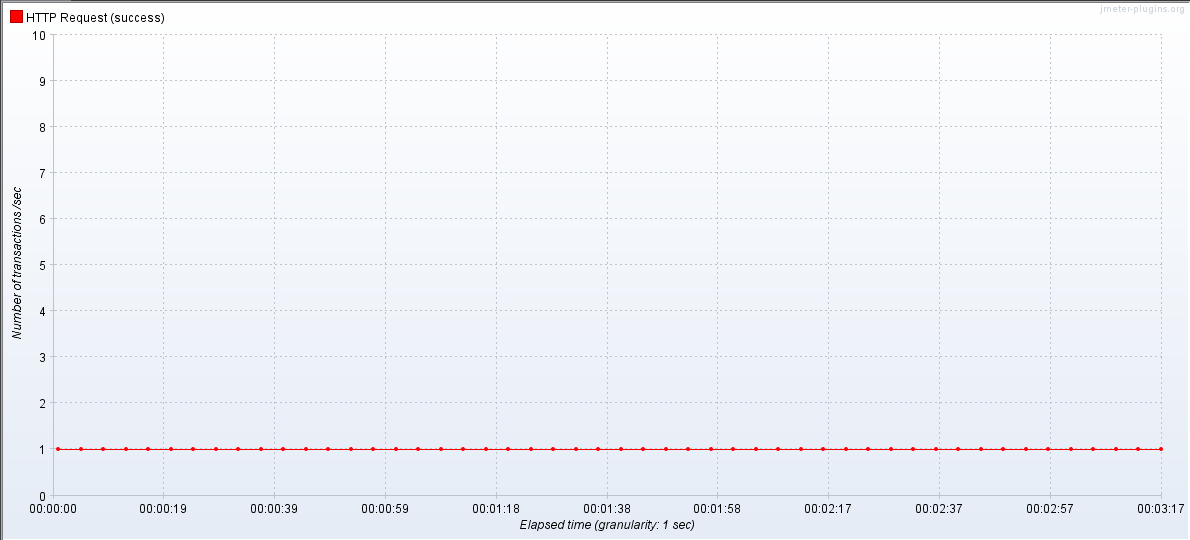 jmeter-plugins.org
HTTP Request (success)
10
9
8
7
6
5
4
3
2
1
0
Number of transactions /sec
00:00:00 00:00:19 00:00:39 00:00:59 00:01:18 00:01:38 00:01:58 00:02:17 00:02:37 00:02:57 00:03:17
Elapsed time (granularity: 1 sec)